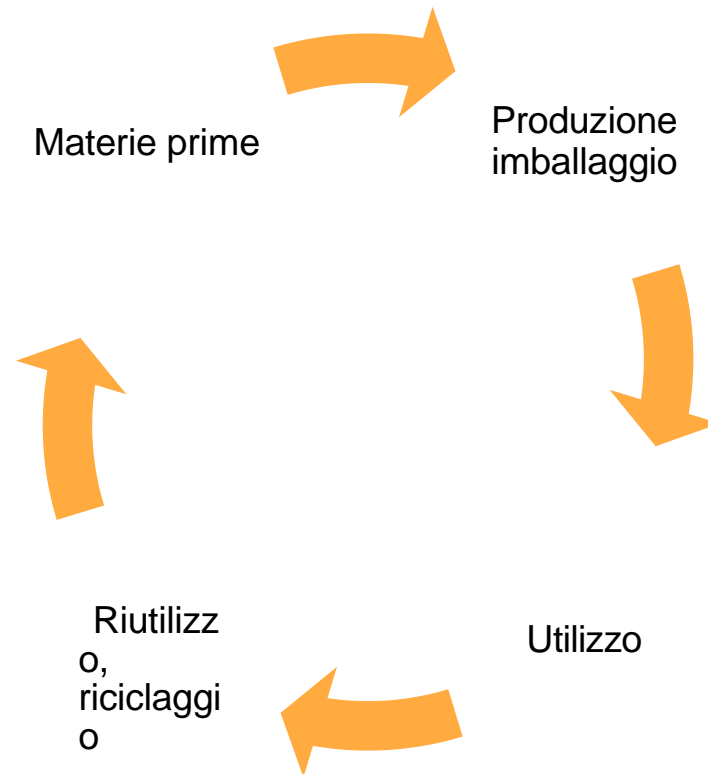 Materie prime
Produzione
imballaggio
Utilizzo
Riutilizz
o,
riciclaggi
o